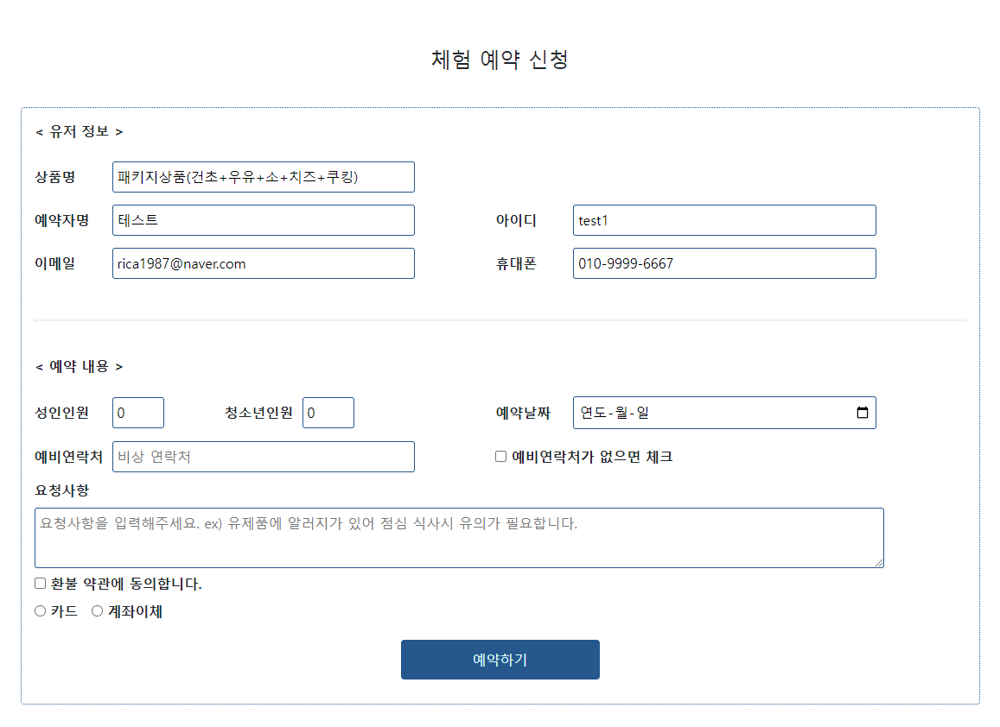 체험 예약 신청
< 유저 정보 >
상품명 패키지상품(건초+우유+소+치즈+쿠킹)
예약자명 테스트 아이디 test1
이메일 rica1987@naver.com 휴대폰 010-9999-6667
< 예약 내용 >
성인인원 0 청소년인원 0 예약날짜 연도-월-일
예비연락처 비상 연락처 예비연락처가 없으면 체크
요청사항
요청사항을 입력해주세요. ex) 유제품에 알러지가 있어 점심 식사시 유의가 필요합니다.
환불 약관에 동의합니다.
카드 계좌이체
예약하기